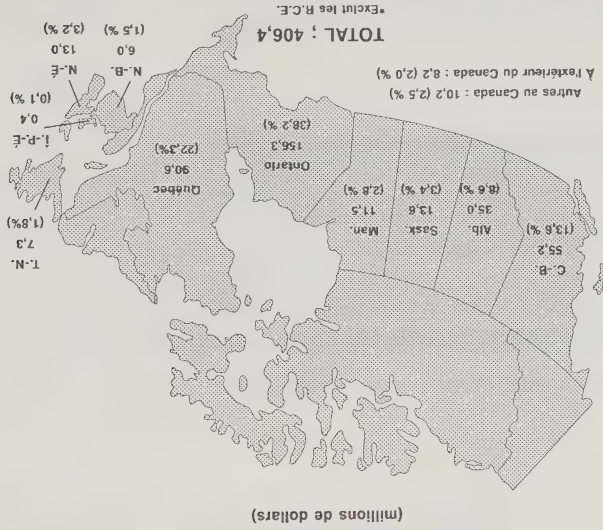 (millions de dollars)
C.-B.
55,2
(13,6 %)
Alb.
35,0
(8,6 %)
Sask.
13,6
(3,4 %)
Man.
11,5
(2,8 %)
Ontario
156,3
(38,2 %)
Québec
90,6
(22,3%)
T.-N.
7,3
(1,8%)
Î.-P.-É
0,4
(0,1 %)
N.-B.
6,0
(1,5 %)
N.-É
13,0
(3,2 %)
Autres au Canada : 10,2 (2,5 %)
À l'extérieur du Canada : 8,2 (2,0 %)
TOTAL ; 406,4
*Exclut les R.C.E.